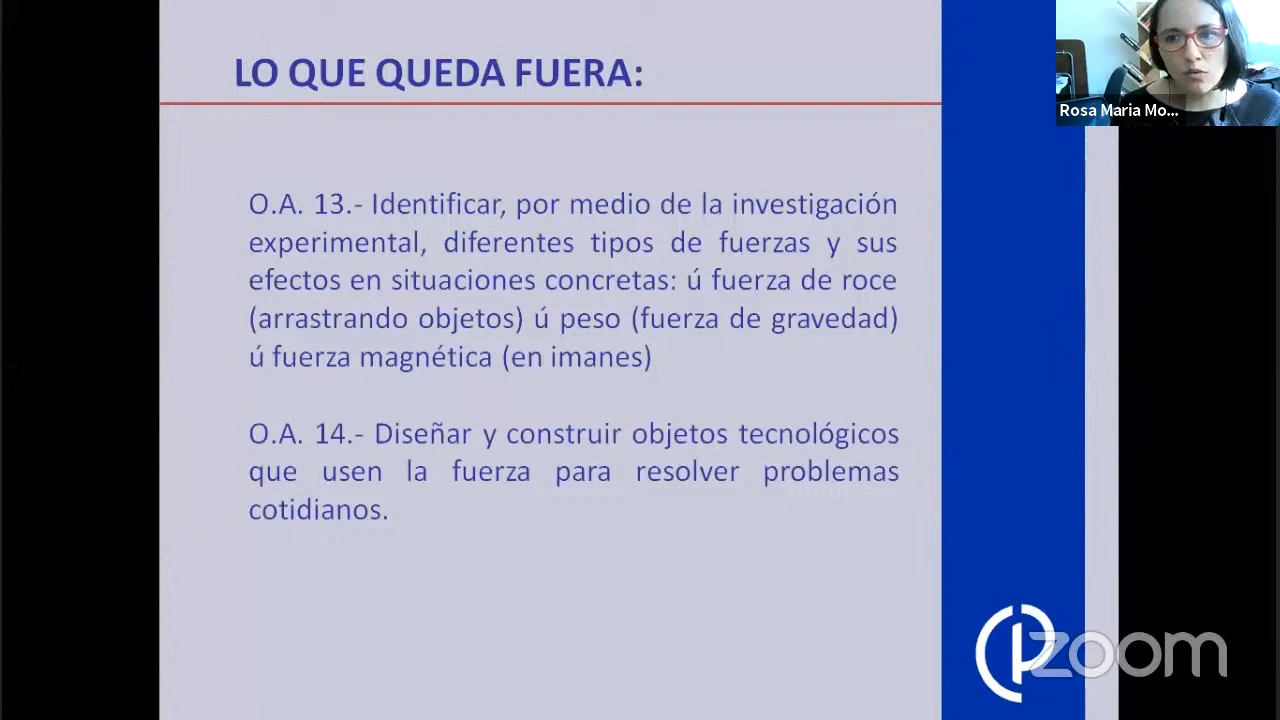 LO QUE QUEDA FUERA:
Rosa Maria Mo...
O.A. 13.- Identificar, por medio de la investigación
experimental, diferentes tipos de fuerzas y sus
efectos en situaciones concretas: ú fuerza de roce
(arrastrando objetos) ú peso (fuerza de gravedad)
ú fuerza magnética (en imanes)
O.A. 14.- Diseñar y construir objetos tecnológicos
que usen la fuerza para resolver problemas
cotidianos.
zoom